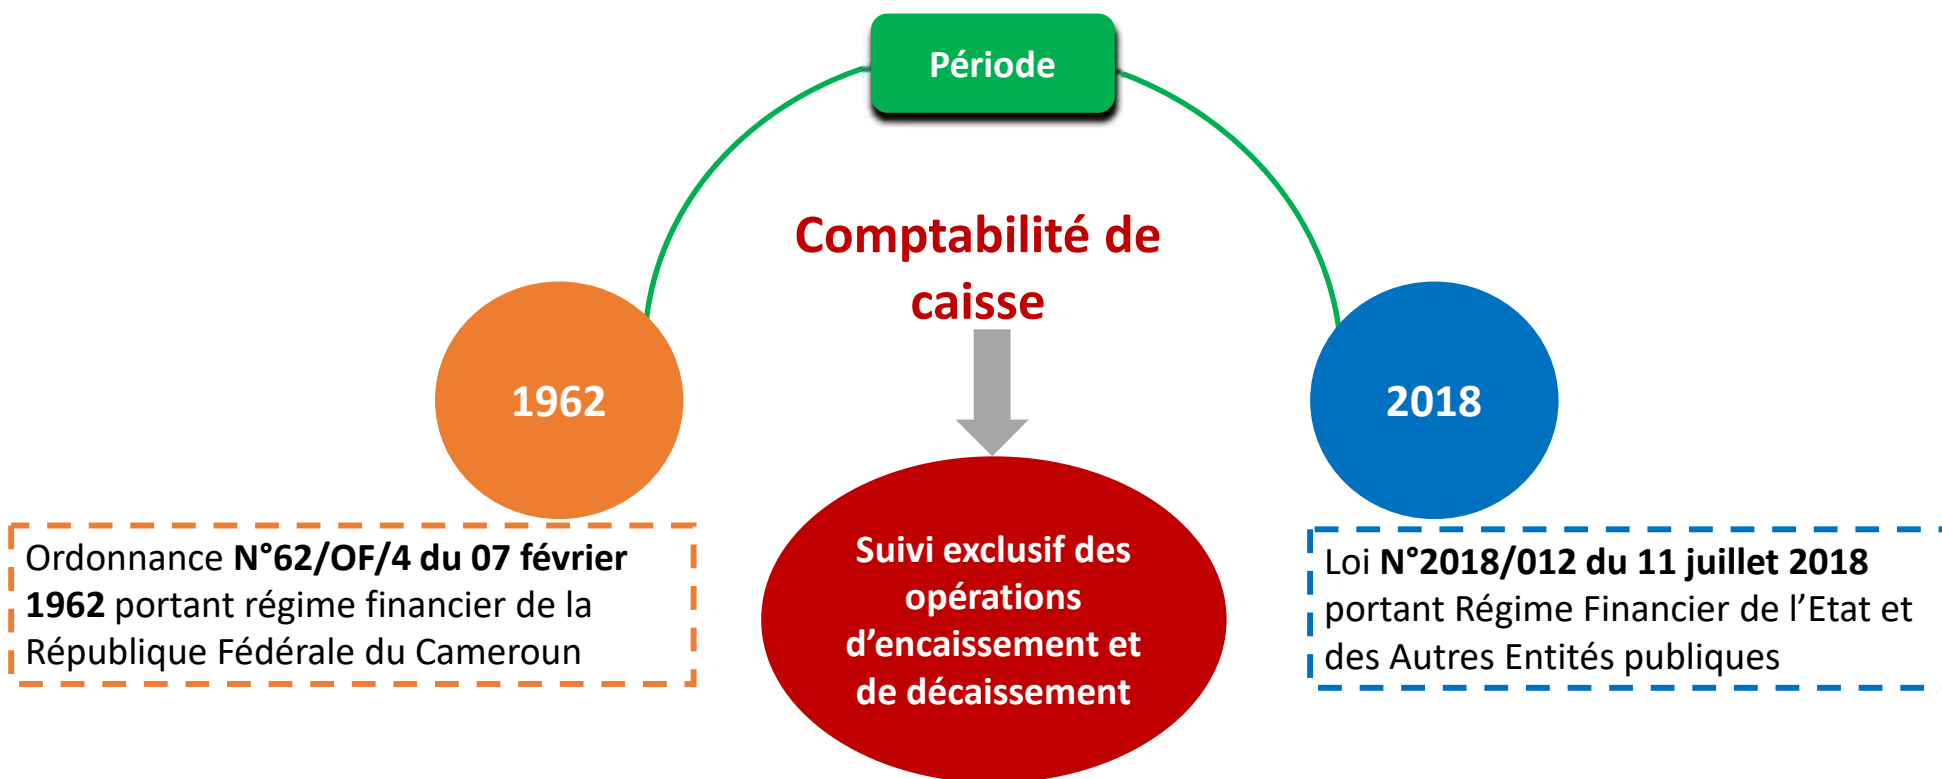 Période
Comptabilité de
caisse
1962
2018
Ordonnance N°62/OF/4 du 07 février
1962 portant régime financier de la
République Fédérale du Cameroun
Suivi exclusif des
opérations
d’encaissement et
de décaissement
Loi N°2018/012 du 11 juillet 2018
portant Régime Financier de l’Etat et
des Autres Entités publiques